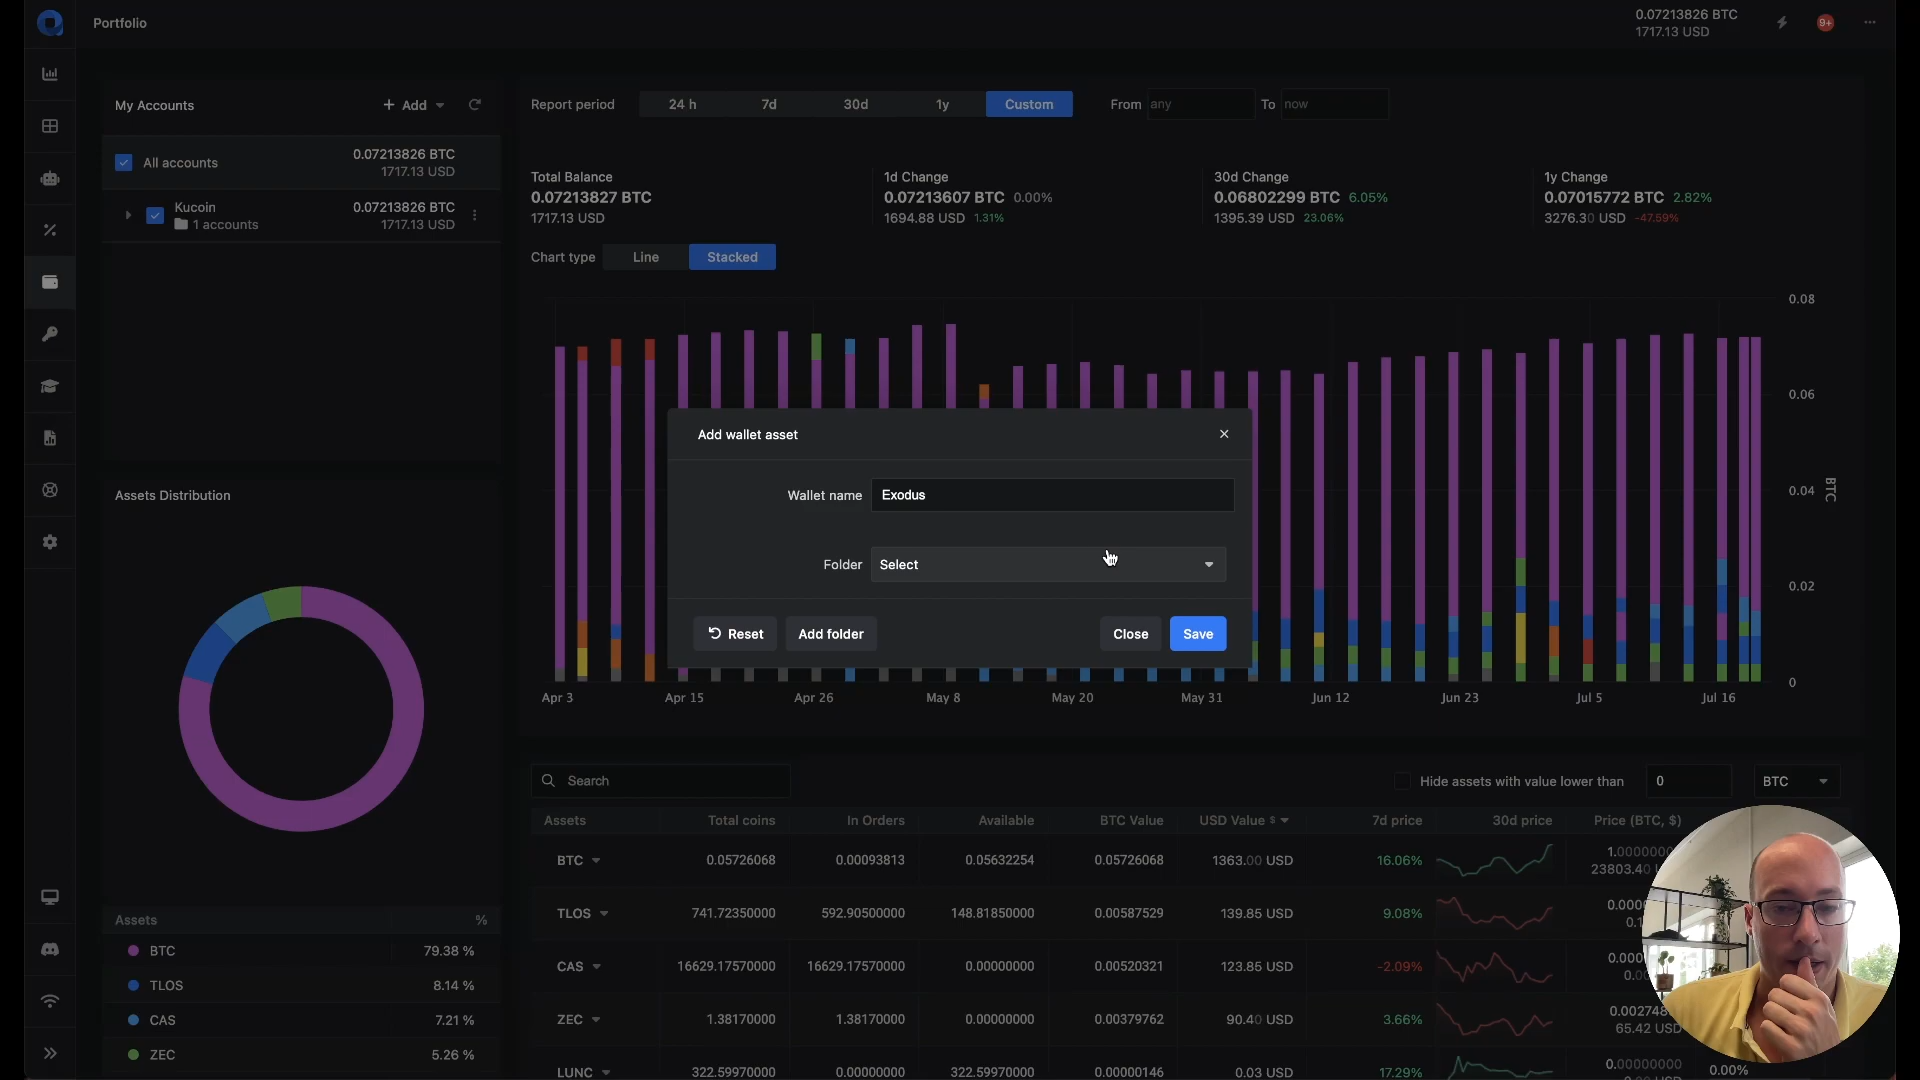 Portfolio
0.07213826 BTC
1717.13 USD
9+
My Accounts
Add
All accounts
0.07213826 BTC
1717.13 USD
Kucoin
1 accounts
0.07213826 BTC
1717.13 USD
Report period
24 h
7d
30d
1y
Custom
From
any
To
now
Total Balance
0.07213827 BTC
1717.13 USD
1d Change
0.07213607 BTC 0.00%
1694.88 USD 1.31%
30d Change
0.06802299 BTC 6.05%
1395.39 USD 23.06%
1y Change
0.07015772 BTC 2.82%
3276.30 USD -47.59%
Chart type
Line
Stacked
0.08
0.06
0.04
0.02
0
BTC
Apr 3
Apr 15
Apr 26
May 8
May 20
May 31
Jun 12
Jun 23
Jul 5
Jul 16
Add wallet asset
Wallet name
Exodus
Folder
Select
Reset
Add folder
Close
Save
Assets Distribution
Assets %
BTC 79.38 %
TLOS 8.14 %
CAS 7.21 %
ZEC 5.26 %
Search
Hide assets with value lower than
0
BTC
Assets Total coins In Orders Available BTC Value USD Value $ 7d price 30d price Price (BTC, $)
BTC 0.05726068 0.00093813 0.05632254 0.05726068 1363.00 USD 16.06%
TLOS 741.72350000 592.90500000 148.81850000 0.00587529 139.85 USD 9.08%
CAS 16629.17570000 16629.17570000 0.00000000 0.00520321 123.85 USD -2.09%
ZEC 1.38170000 1.38170000 0.00000000 0.00379762 90.40 USD 3.66%
65.42 USD
LUNC 322.59970000 0.00000000 322.59970000 0.00000146 0.03 USD 17.29% 0.00000000
0.00%